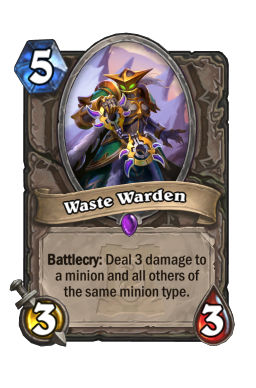 5
Waste Warden
Battlecry: Deal 3 damage to
a minion and all others of
the same minion type.
3 3